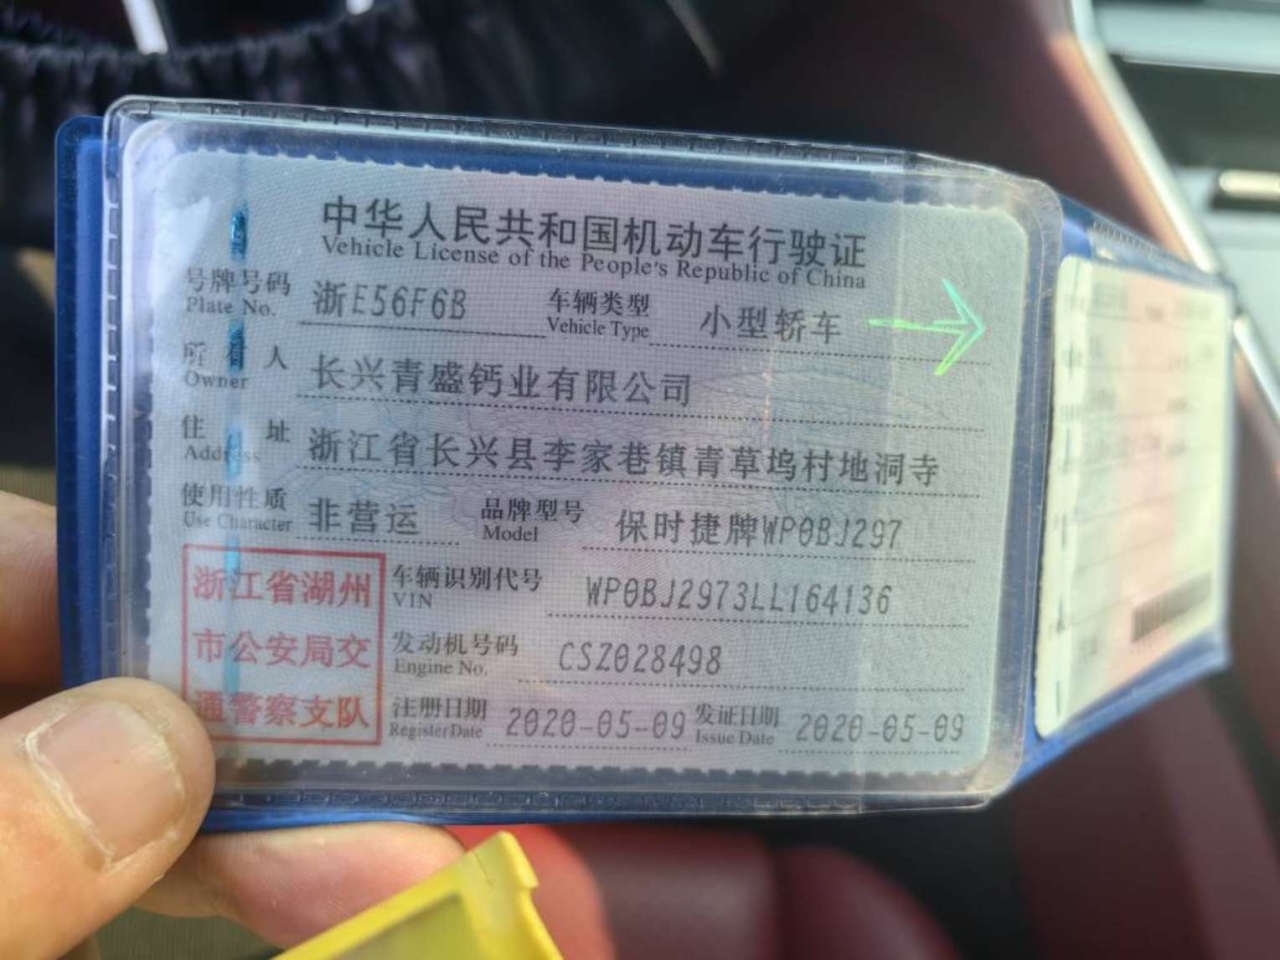 中华人民共和国机动车行驶证
Vehicle License of the People's Republic of China
号牌号码 浙E56F6B 车辆类型 小型轿车
Plate No. Vehicle Type
所有人 长兴青盛钙业有限公司
Owner
住址 浙江省长兴县李家巷镇青草坞村地洞寺
Address
使用性质 非营运 品牌型号 保时捷牌WP0BJ297
Use Character Model
车辆识别代号 WP0BJ2973LL164136
VIN
发动机号码 CSZ028498
Engine No.
注册日期 2020-05-09 发证日期 2020-05-09
Register Date Issue Date
浙江省湖州
市公安局交
通警察支队